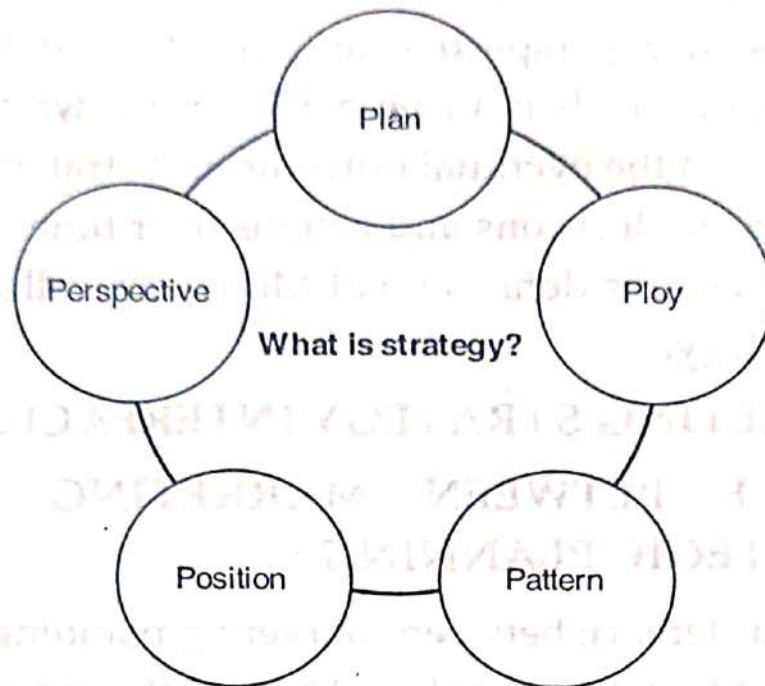 Plan
Perspective
Ploy
What is strategy?
Position
Pattern